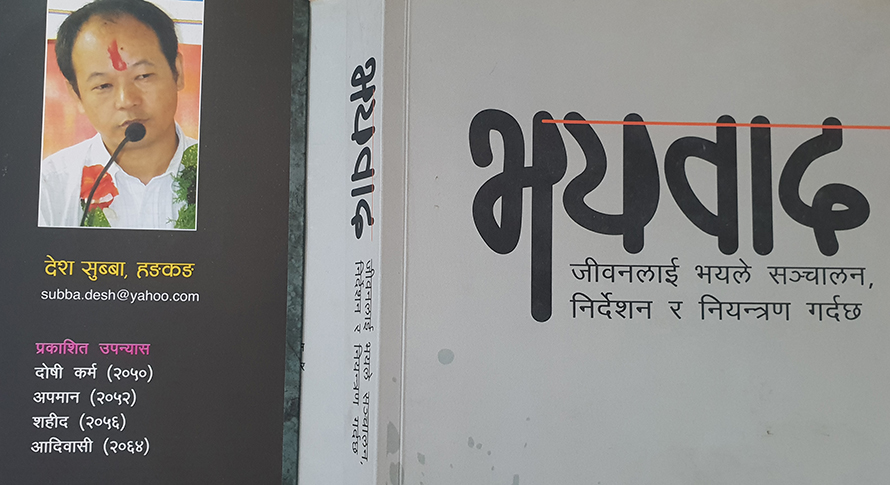 देश सुब्बा, हङकङ
subba.desh@yahoo.com
प्रकाशित उपन्यास
दोषी कर्म (२०५०)
अपमान (२०५२)
शहीद (२०५६)
आदिवासी (२०६४)
भयवाद
जीवनलाई भयले सञ्चालन,
निर्देशन र नियन्त्रण गर्दछ
भयवाद
जीवनलाई भयले सञ्चालन,
निर्देशन र नियन्त्रण गर्दछ